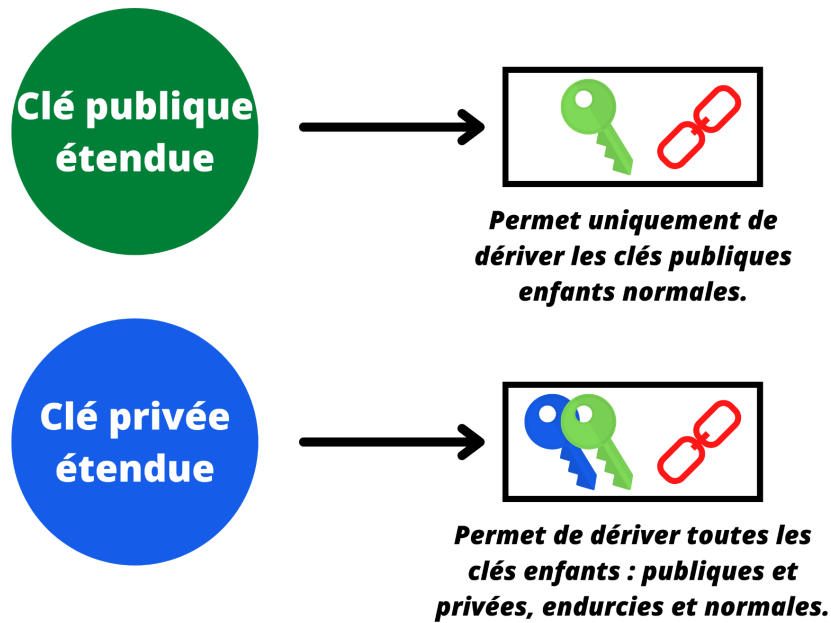 Clé publique
étendue
Permet uniquement de
dériver les clés publiques
enfants normales.
Clé privée
étendue
Permet de dériver toutes les
clés enfants : publiques et
privées, endurcies et normales.